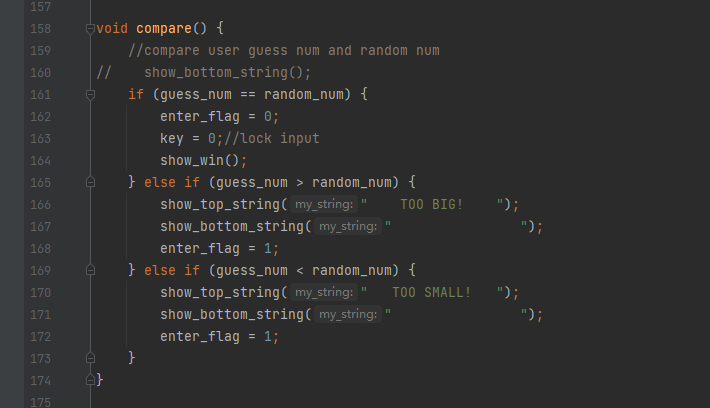 157
158 void compare() {
159     //compare user guess num and random num
160 //    show_bottom_string();
161     if (guess_num == random_num) {
162         enter_flag = 0;
163         key = 0;//lock input
164         show_win();
165     } else if (guess_num > random_num) {
166         show_top_string( my_string: "    TOO BIG!    ");
167         show_bottom_string( my_string: "                ");
168         enter_flag = 1;
169     } else if (guess_num < random_num) {
170         show_top_string( my_string: "   TOO SMALL!   ");
171         show_bottom_string( my_string: "                ");
172         enter_flag = 1;
173     }
174 }
175